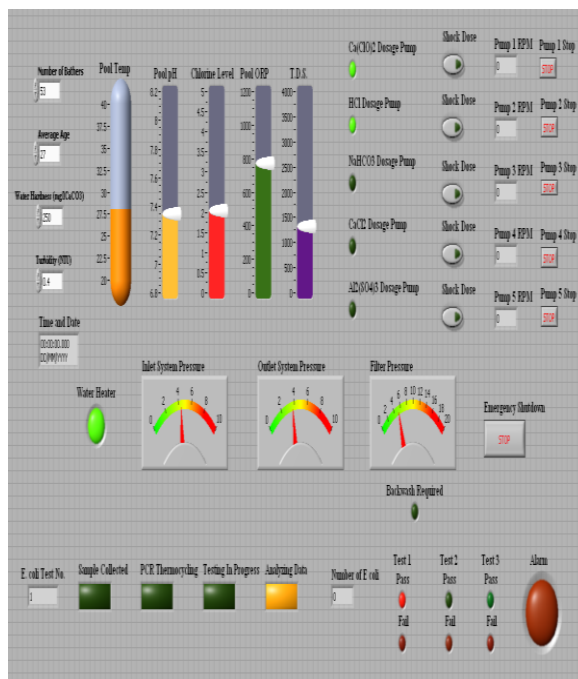 Number of Bathers
53
Average Age
27
Water Hardness (mg/lCaCO3)
250
Turbidity (NTU)
0.4
Time and Date
00:00:00.000
DD/MM/YYYY
Pool Temp
40-
37.5-
35-
32.5-
30-
27.5-
25-
22.5-
20-
Pool pH
8.2-
8-
7.8-
7.6-
7.4-
7.2-
7-
6.8-
Chlorine Level
5-
4.5-
4-
3.5-
3-
2.5-
2-
1.5-
1-
0.5-
0-
Pool ORP
1200-
1000-
800-
600-
400-
200-
0-
T.D.S.
4000-
3500-
3000-
2500-
2000-
1500-
1000-
500-
0-
Ca(ClO)2 Dosage Pump
Shock Dose
Pump 1 RPM
0
Pump 1 Stop
STOP
HCl Dosage Pump
Shock Dose
Pump 2 RPM
0
Pump 2 Stop
STOP
NaHCO3 Dosage Pump
Shock Dose
Pump 3 RPM
0
Pump 3 Stop
STOP
CaCl2 Dosage Pump
Shock Dose
Pump 4 RPM
0
Pump 4 Stop
STOP
Al2(SO4)3 Dosage Pump
Shock Dose
Pump 5 RPM
0
Pump 5 Stop
STOP
Water Heater
Inlet System Pressure
0 2 4 6 8 10
Outlet System Pressure
0 2 4 6 8 10
Filter Pressure
0 2 4 6 8 10 12 14 16 18 20
Emergency Shutdown
STOP
Backwash Required
E. coli Test No.
1
Sample Collected
PCR Thermocycling
Testing In Progress
Analyzing Data
Number of E coli
0
Test 1
Pass
Fail
Test 2
Pass
Fail
Test 3
Pass
Fail
Alarm